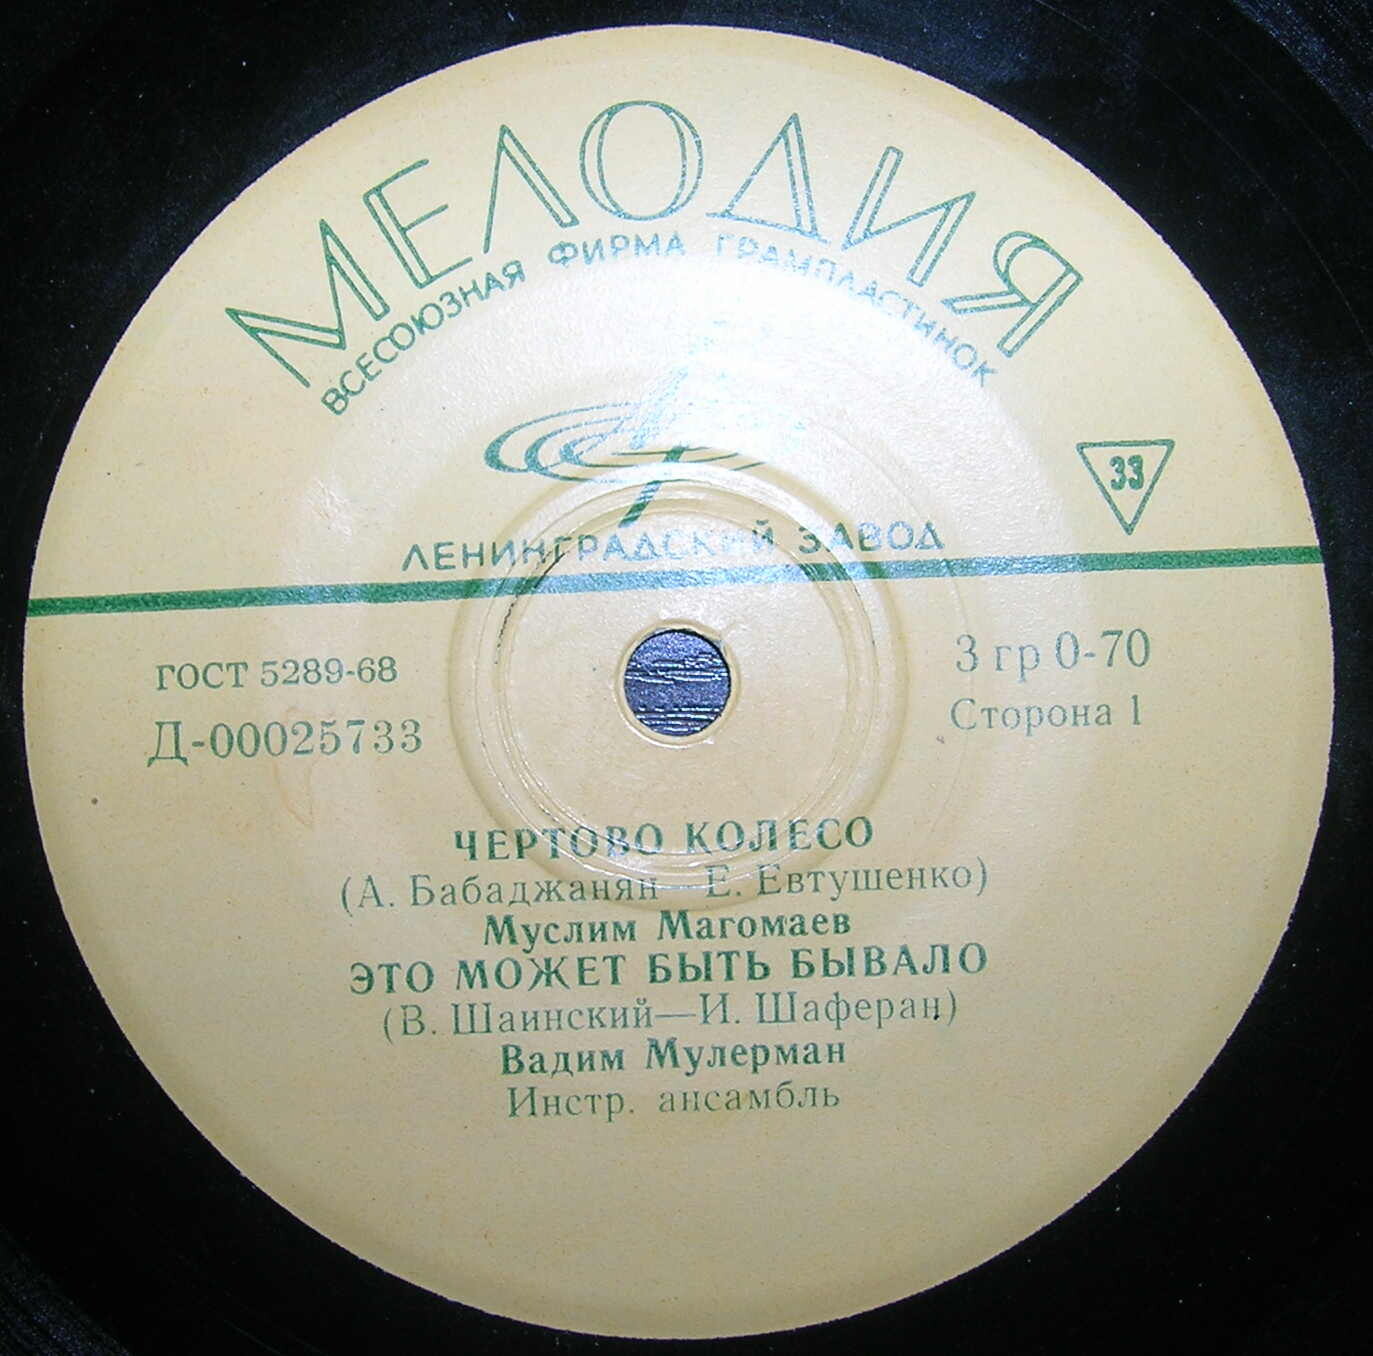 МЕЛОДИЯ
ВСЕСОЮЗНАЯ ФИРМА ГРАМПЛАСТИНОК
33
ЛЕНИНГРАДСКИЙ ЗАВОД
ГОСТ 5289-68
3 гр 0-70
Д-00025733
Сторона 1
ЧЕРТОВО КОЛЕСО
(А. Бабаджанян—Е. Евтушенко)
Муслим Магомаев
ЭТО МОЖЕТ БЫТЬ БЫВАЛО
(В. Шаинский—И. Шаферан)
Вадим Мулерман
Инстр. ансамбль